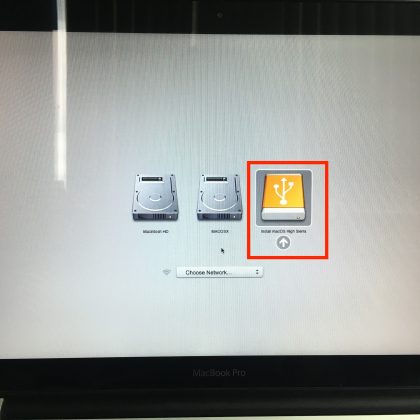 Macintosh HD
MACOSX
Install MacOS High Sierra
Choose Network...
MacBook Pro